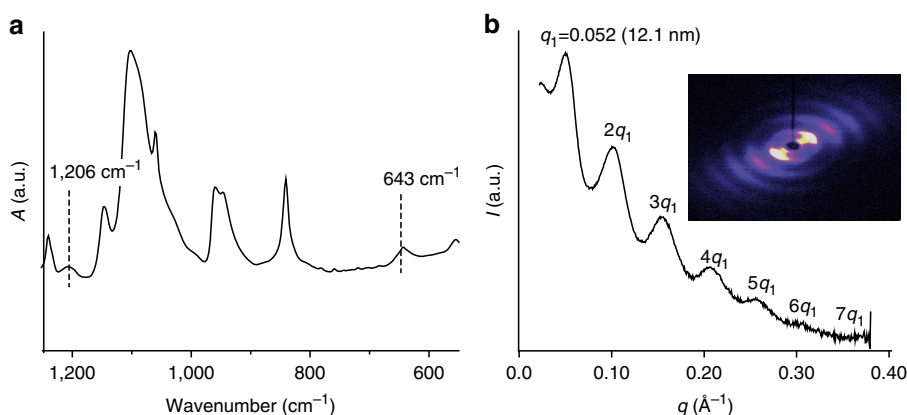 a
A (a.u.)
1,206 cm⁻¹
643 cm⁻¹
1,200
1,000
800
600
Wavenumber (cm⁻¹)
b
I (a.u.)
q₁=0.052 (12.1 nm)
2q₁
3q₁
4q₁
5q₁
6q₁
7q₁
0.0
0.10
0.20
0.30
0.40
q (Å⁻¹)